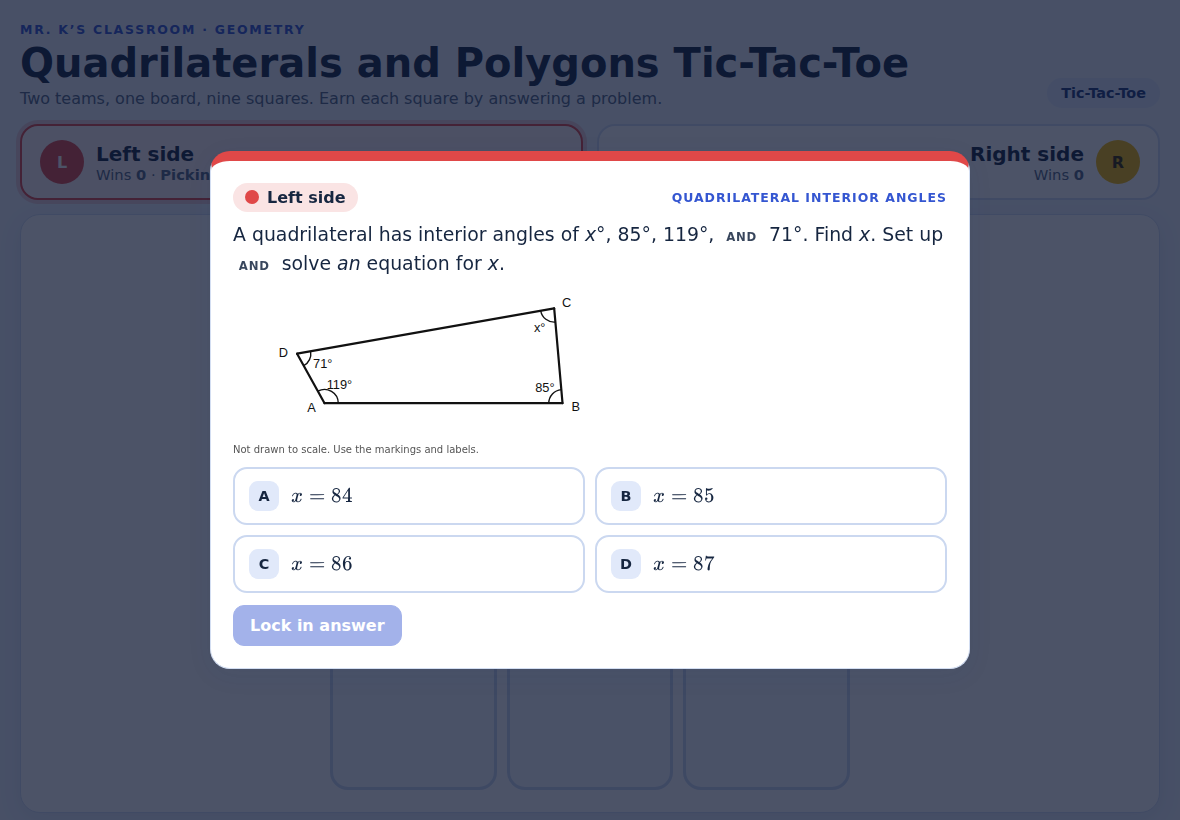 MR. K’S CLASSROOM · GEOMETRY
Quadrilaterals and Polygons Tic-Tac-Toe
Two teams, one board, nine squares. Earn each square by answering a problem.
Tic-Tac-Toe
L
Left side
Wins 0 · Pickin
Right side
Wins 0
R
Left side
QUADRILATERAL INTERIOR ANGLES
A quadrilateral has interior angles of x°, 85°, 119°, AND 71°. Find x. Set up
AND solve an equation for x.
C
x°
D
71°
119°
85°
A
B
Not drawn to scale. Use the markings and labels.
A x = 84
B x = 85
C x = 86
D x = 87
Lock in answer